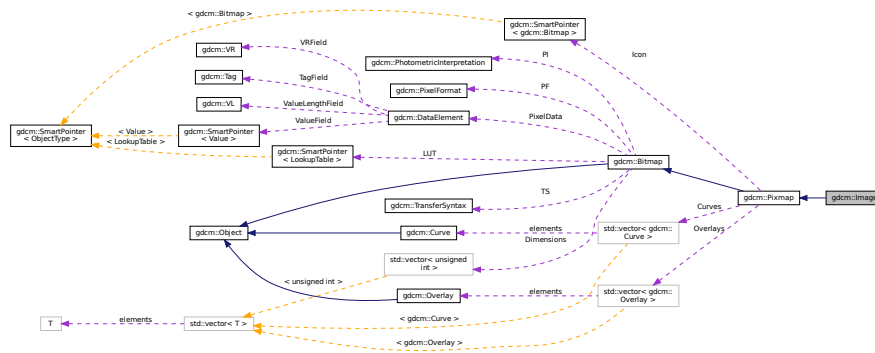 < gdcm::Bitmap >
gdcm::SmartPointer
< gdcm::Bitmap >
gdcm::VR
VRField
PI
Icon
gdcm::PhotometricInterpretation
gdcm::Tag
TagField
PF
gdcm::PixelFormat
gdcm::VL
ValueLengthField
gdcm::DataElement
PixelData
ValueField
gdcm::SmartPointer
< ObjectType >
< Value >
< LookupTable >
gdcm::SmartPointer
< Value >
gdcm::SmartPointer
< LookupTable >
LUT
gdcm::Bitmap
TS
gdcm::Pixmap
gdcm::Image
gdcm::TransferSyntax
Curves
gdcm::Object
gdcm::Curve
elements
Dimensions
std::vector< gdcm::
Curve >
Overlays
std::vector< unsigned
int >
< unsigned int >
gdcm::Overlay
elements
std::vector< gdcm::
Overlay >
T
elements
std::vector< T >
< gdcm::Curve >
< gdcm::Overlay >